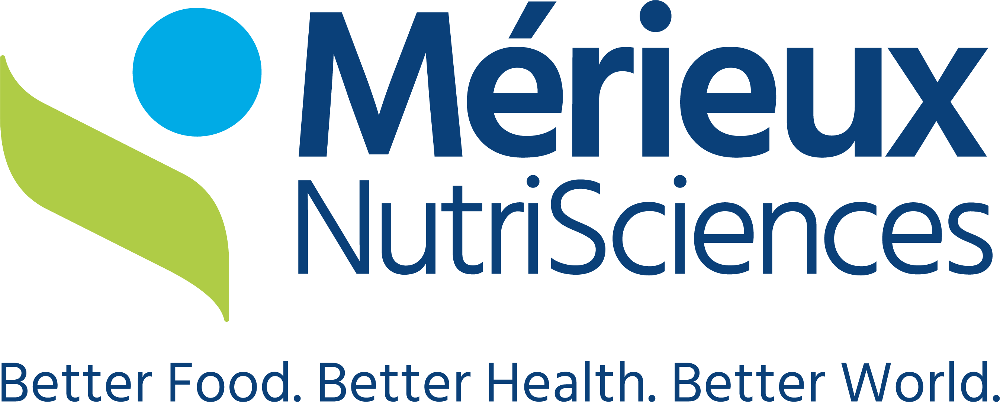 Mérieux
NutriSciences
Better Food. Better Health. Better World.